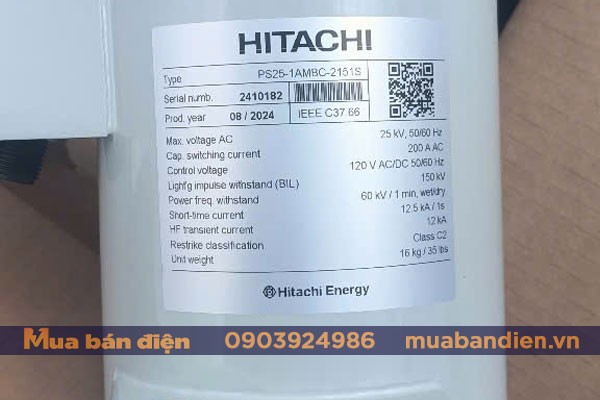 HITACHI
Type PS25-1AMBC-2151S
Serial numb. 2410182
Prod. year 08 / 2024 IEEE C37.66
Max. voltage AC 25 kV, 50/60 Hz
Cap. switching current 200 A AC
Control voltage 120 V AC/DC 50/60 Hz
Lighfg impulse withstand (BIL) 150 kV
Power freq. withstand 60 kV / 1 min, wet/dry
Short-time current 12.5 kA / 1s
HF transient current 12 kA
Restrike classification Class C2
Unit weight 16 kg / 35 lbs
Hitachi Energy
Mua bán điện 0903924986 muabandien.vn